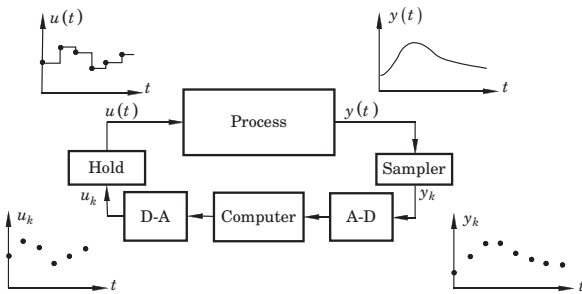 u(t)
t
y(t)
t
u(t)
Process
y(t)
Hold
Sampler
u_k
y_k
D-A
Computer
A-D
u_k
t
y_k
t